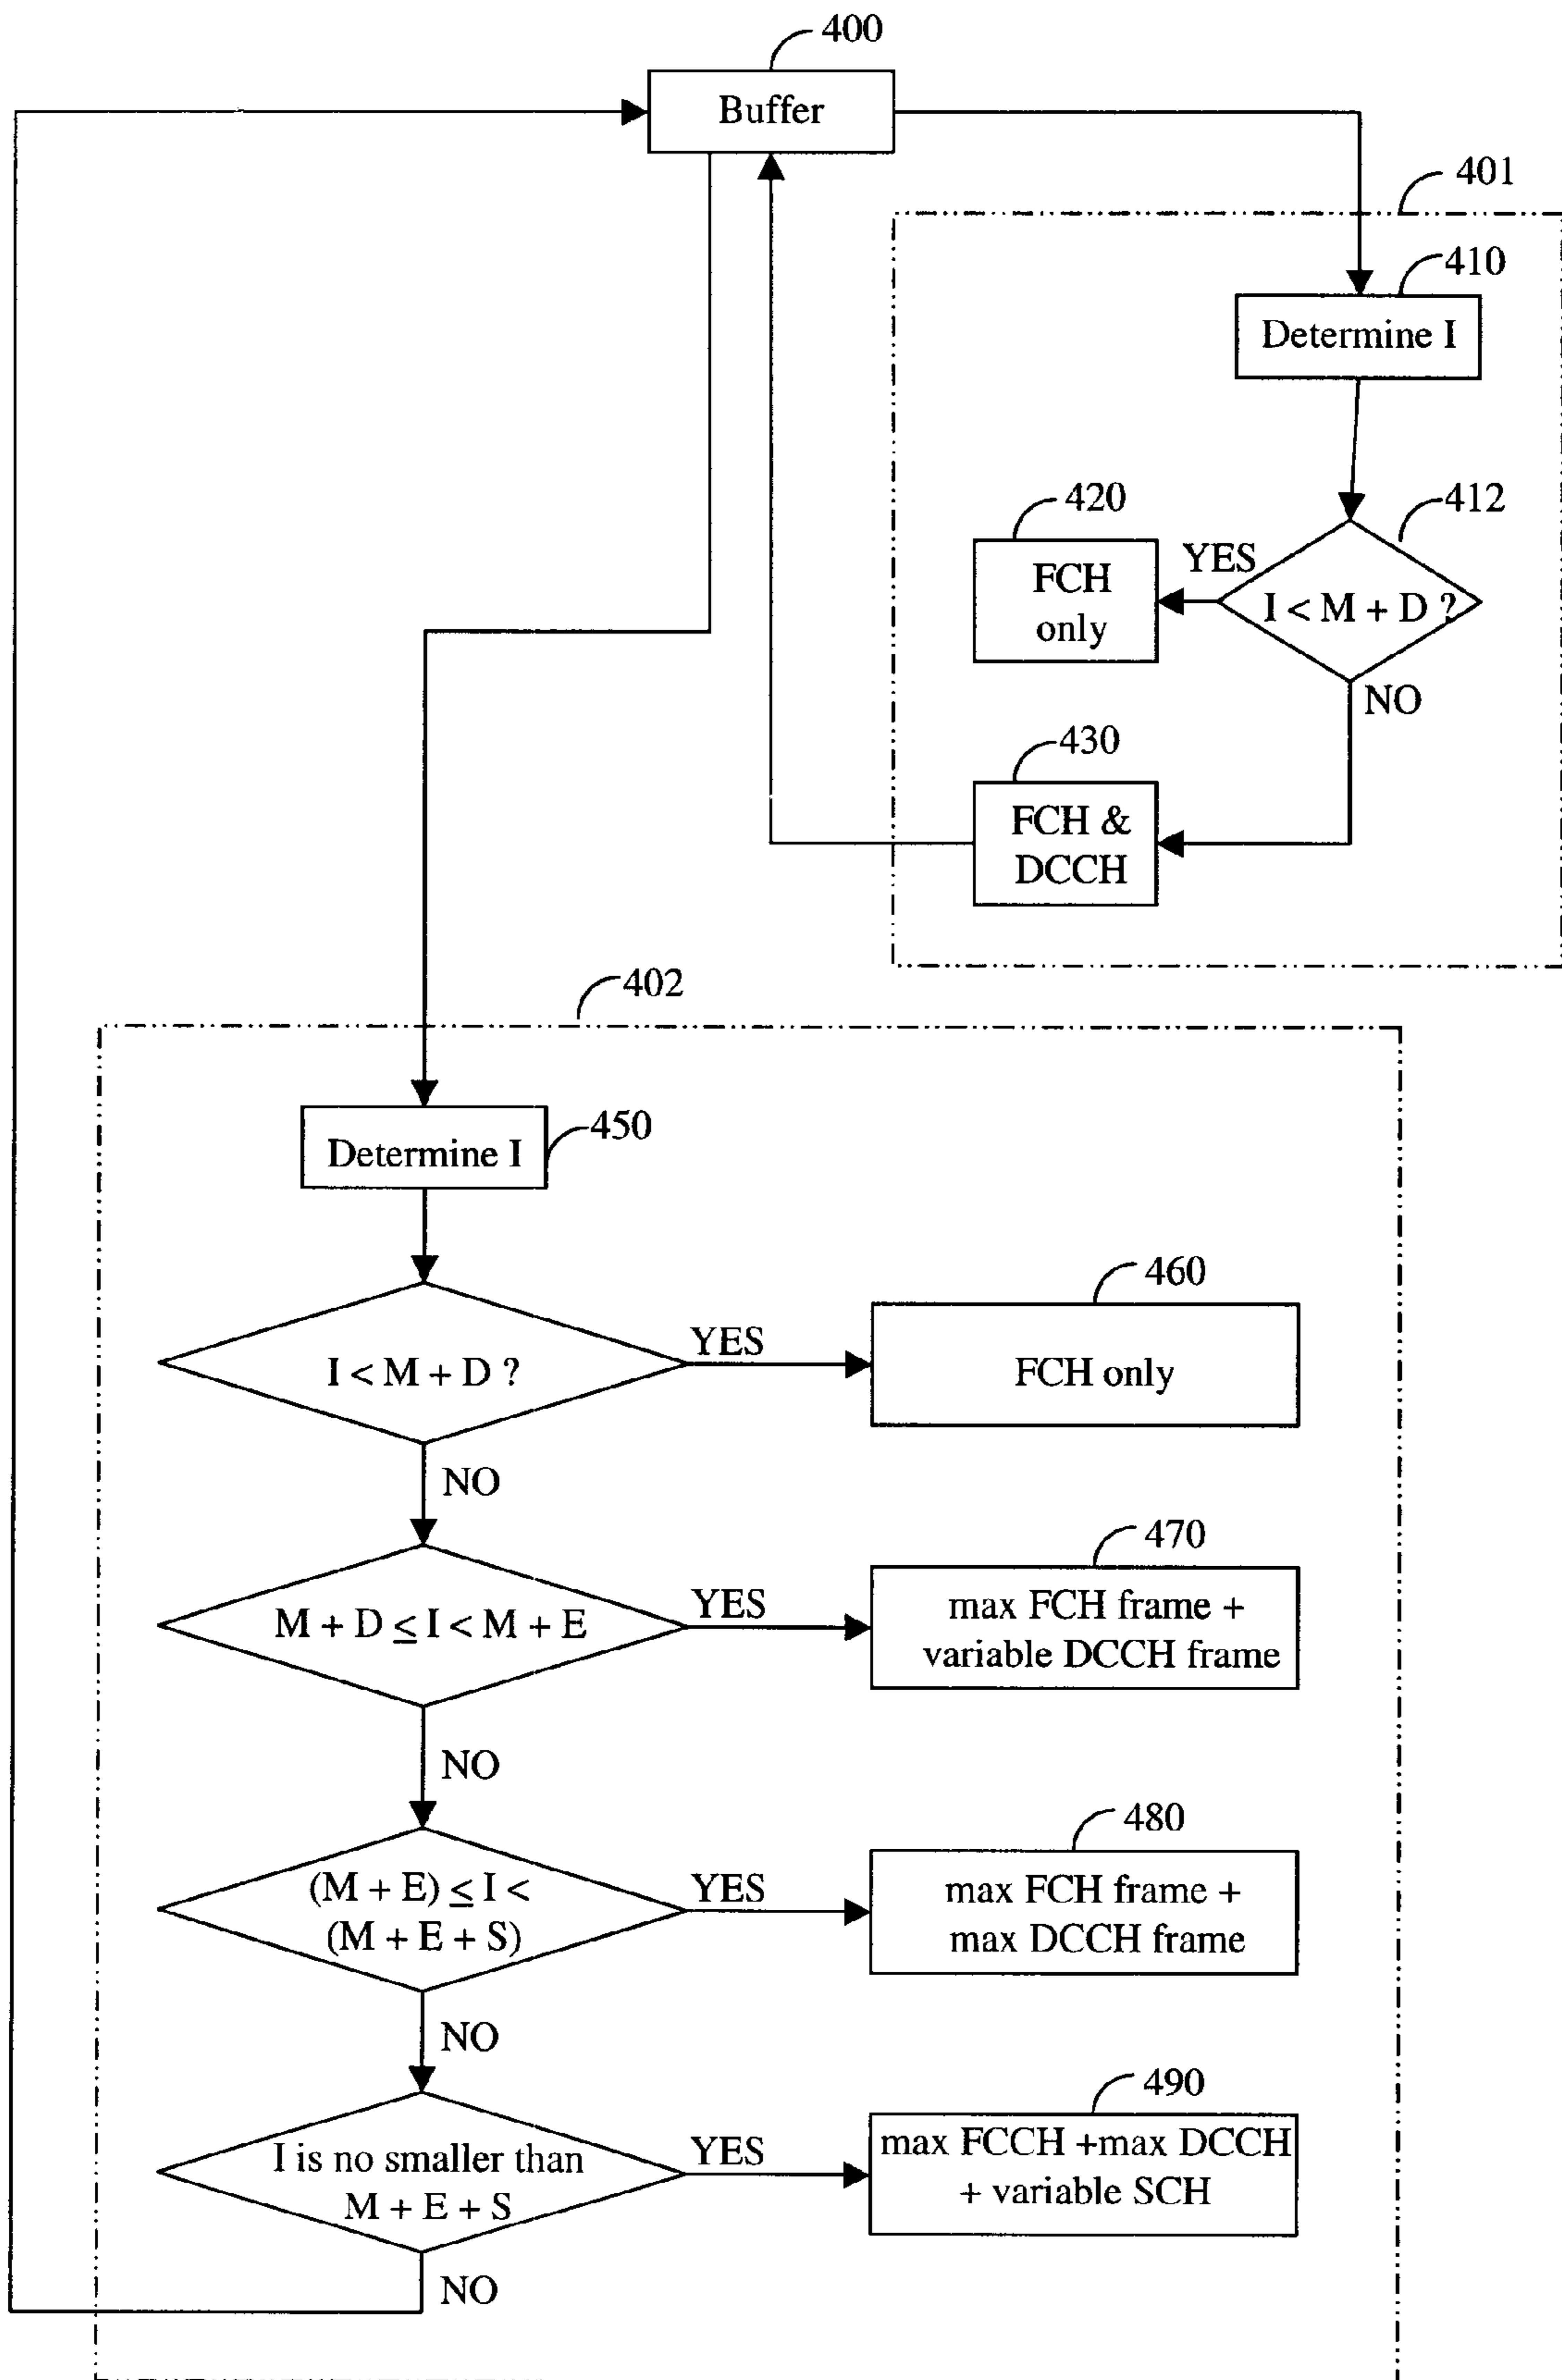 400
Buffer
401
410
Determine I
412
420
YES
FCH
only
I < M + D ?
NO
430
FCH &
DCCH
402
450
Determine I
460
YES
I < M + D ?
FCH only
NO
470
YES
M + D ≤ I < M + E
max FCH frame +
variable DCCH frame
NO
480
YES
(M + E) ≤ I <
(M + E + S)
max FCH frame +
max DCCH frame
NO
490
YES
I is no smaller than
M + E + S
max FCCH +max DCCH
+ variable SCH
NO